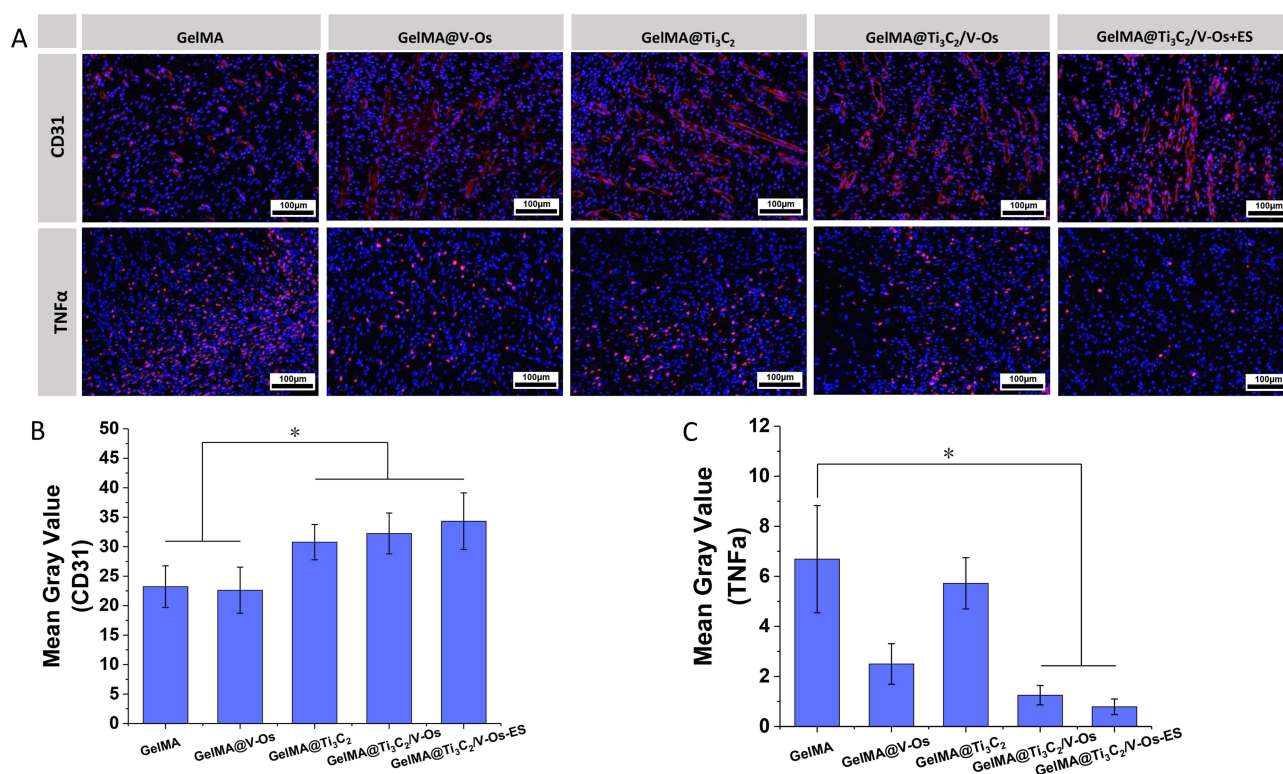 A
GelMA
GelMA@V-Os
GelMA@Ti₃C₂
GelMA@Ti₃C₂/V-Os
GelMA@Ti₃C₂/V-Os+ES
CD31
100μm
100μm
100μm
100μm
100μm
TNFα
100μm
100μm
100μm
100μm
100μm
B
Mean Gray Value
(CD31)
50
45
40
35
30
25
20
15
10
5
0
*
GelMA
GelMA@V-Os
GelMA@Ti₃C₂
GelMA@Ti₃C₂/V-Os
GelMA@Ti₃C₂/V-Os-ES
C
Mean Gray Value
(TNFa)
12
10
8
6
4
2
0
*
GelMA
GelMA@V-Os
GelMA@Ti₃C₂
GelMA@Ti₃C₂/V-Os
GelMA@Ti₃C₂/V-Os-ES